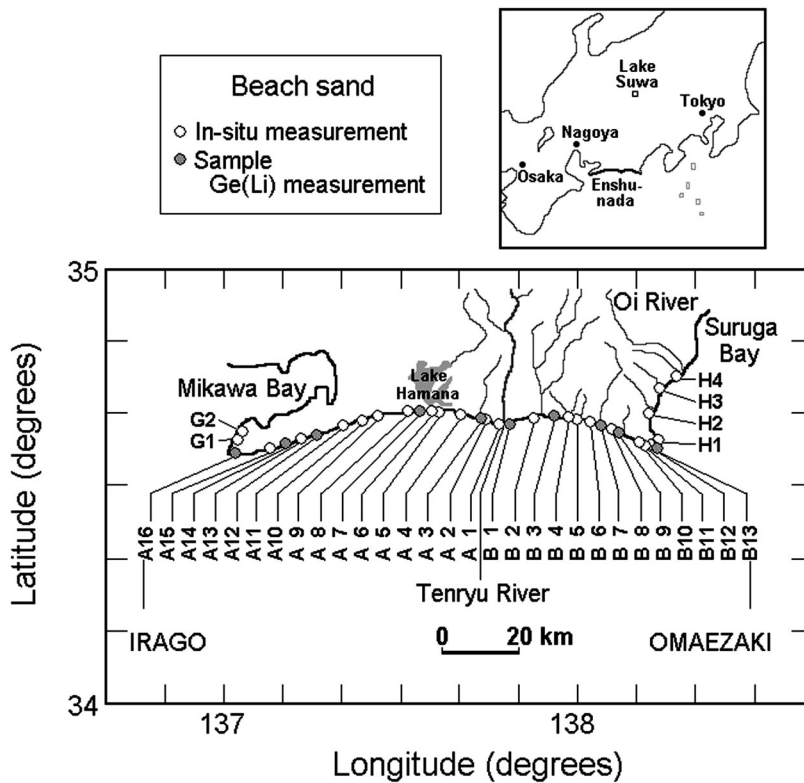 Beach sand
In-situ measurement
Sample
Ge(Li) measurement
Lake
Suwa
Tokyo
Nagoya
Osaka
Enshu-
nada
35
34
Latitude (degrees)
Oi River
Suruga
Bay
Mikawa Bay
Lake
Hamana
G2
G1
H4
H3
H2
H1
A16
A15
A14
A13
A12
A11
A10
A 9
A 8
A 7
A 6
A 5
A 4
A 3
A 2
A 1
B 1
B 2
B 3
B 4
B 5
B 6
B 7
B 8
B 9
B10
B11
B12
B13
Tenryu River
IRAGO
0 20 km
OMAEZAKI
137
138
Longitude (degrees)